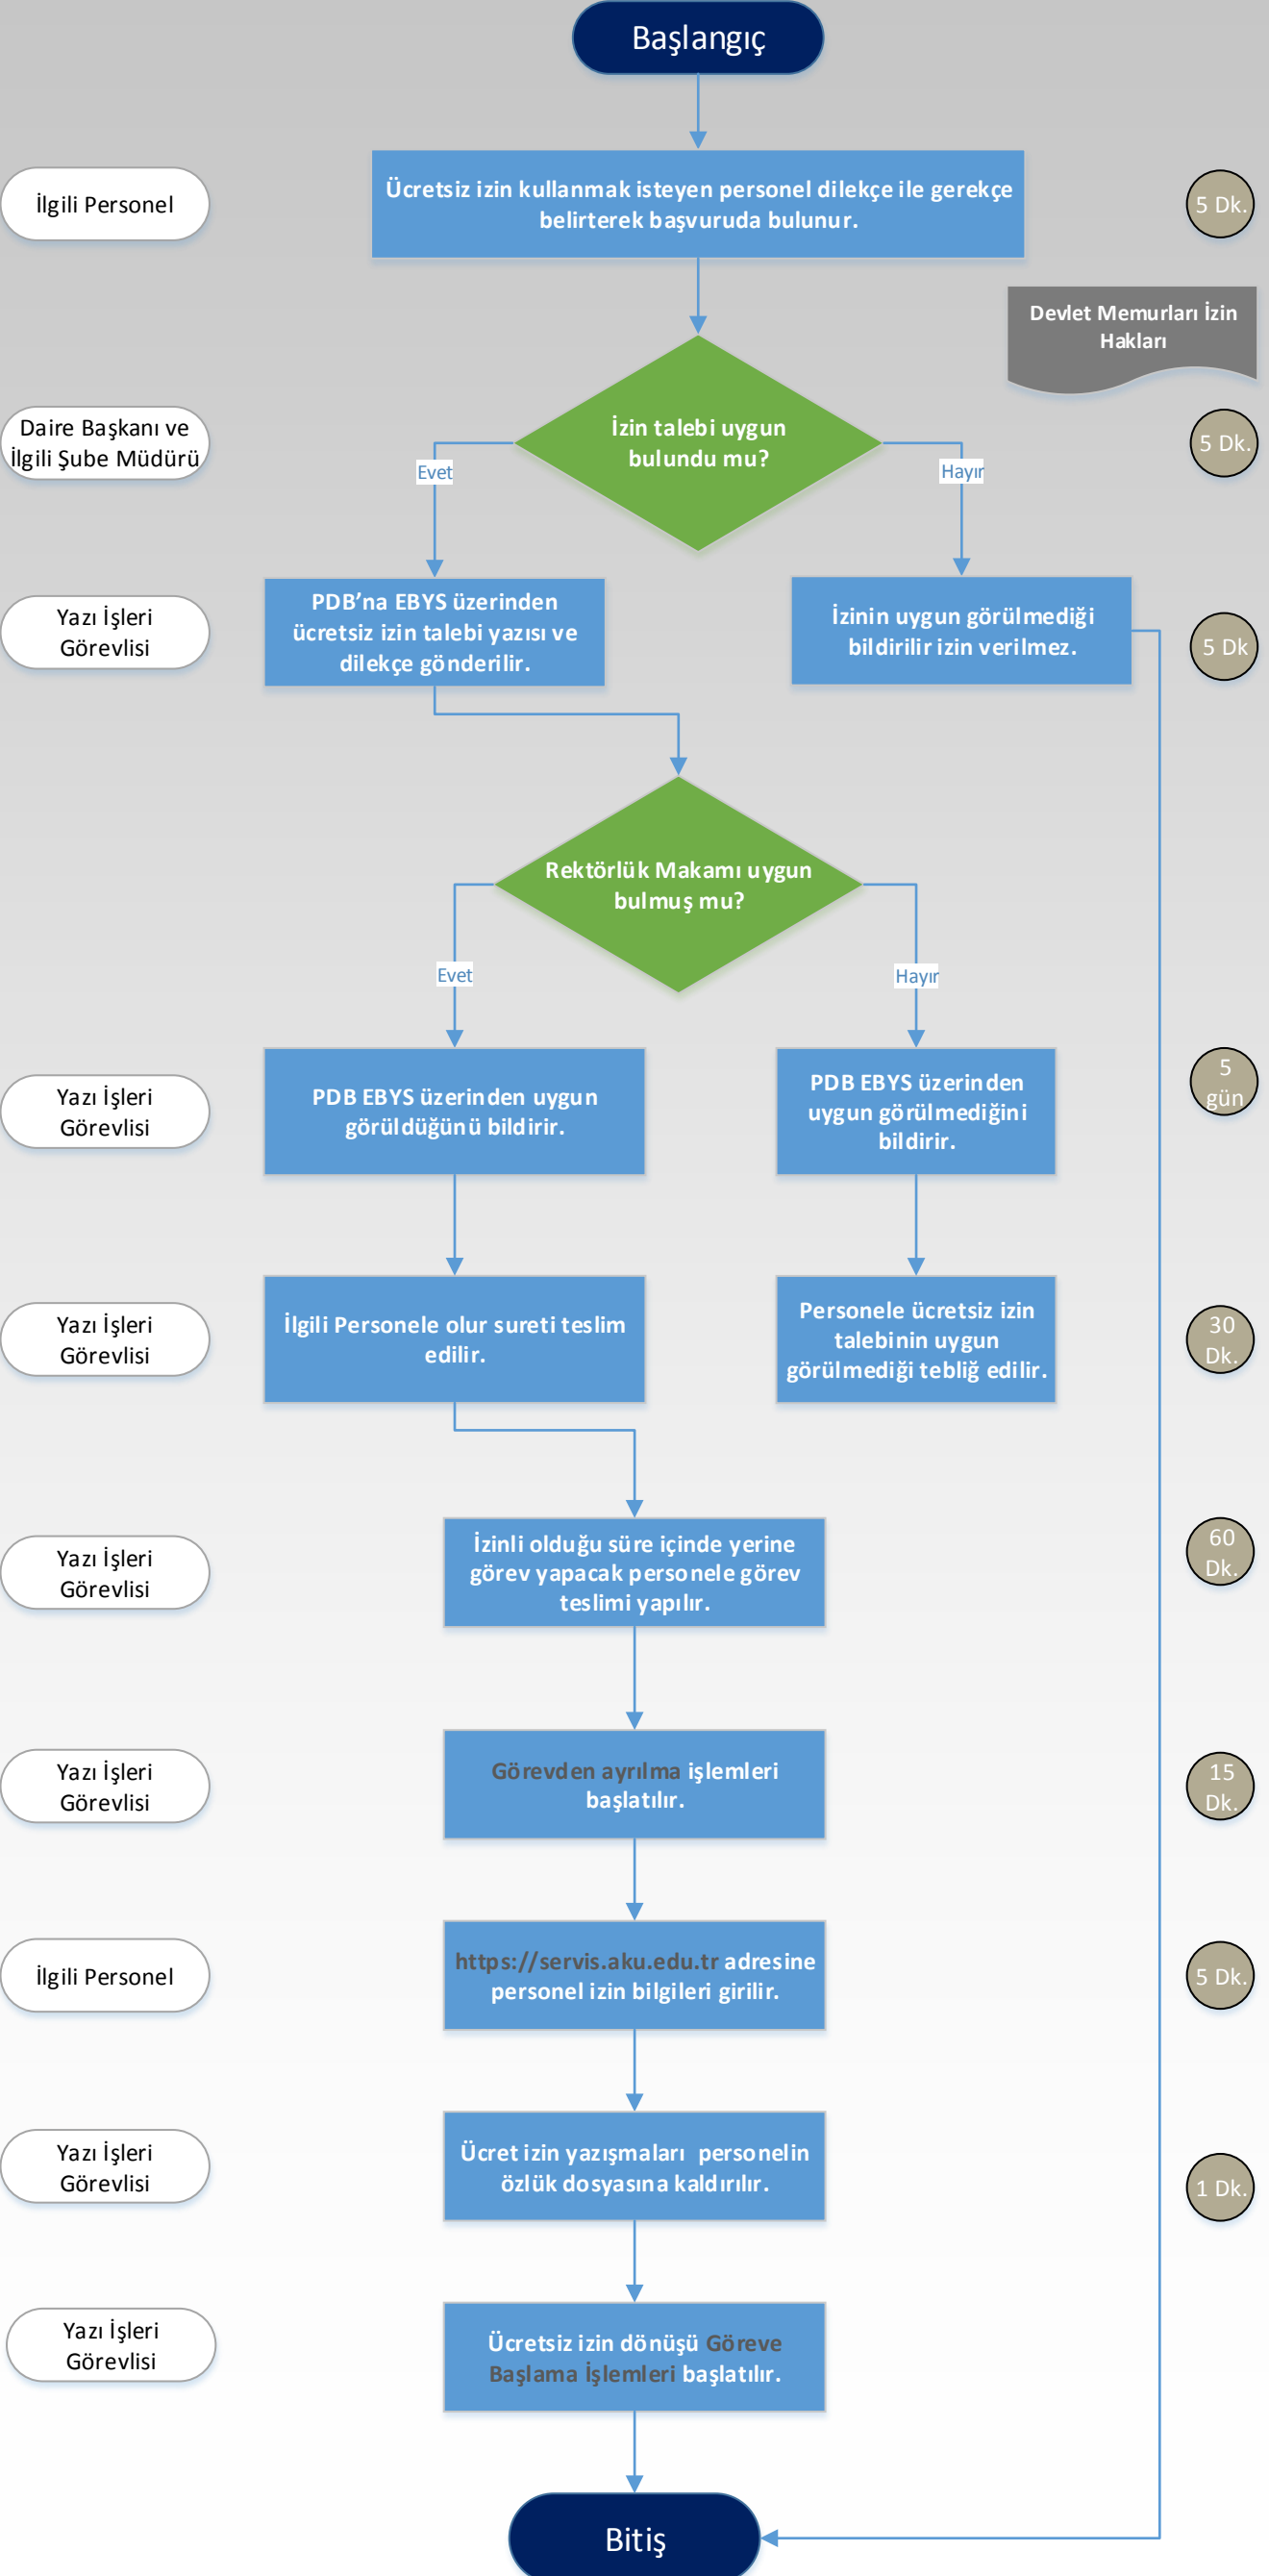 Başlangıç
İlgili Personel
Ücretsiz izin kullanmak isteyen personel dilekçe ile gerekçe
belirterek başvuruda bulunur.
5 Dk.
Devlet Memurları İzin
Hakları
Daire Başkanı ve
İlgili Şube Müdürü
İzin talebi uygun
bulundu mu?
5 Dk.
Evet
Hayır
Yazı İşleri
Görevlisi
PDB’na EBYS üzerinden
ücretsiz izin talebi yazısı ve
dilekçe gönderilir.
İzinin uygun görülmediği
bildirilir izin verilmez.
5 Dk
Rektörlük Makamı uygun
bulmuş mu?
Evet
Hayır
Yazı İşleri
Görevlisi
PDB EBYS üzerinden uygun
görüldüğünü bildirir.
PDB EBYS üzerinden
uygun görülmediğini
bildirir.
5
gün
Yazı İşleri
Görevlisi
İlgili Personele olur sureti teslim
edilir.
Personele ücretsiz izin
talebinin uygun
görülmediği tebliğ edilir.
30
Dk.
Yazı İşleri
Görevlisi
İzinli olduğu süre içinde yerine
görev yapacak personele görev
teslimi yapılır.
60
Dk.
Yazı İşleri
Görevlisi
Görevden ayrılma işlemleri
başlatılır.
15
Dk.
İlgili Personel
https://servis.aku.edu.tr adresine
personel izin bilgileri girilir.
5 Dk.
Yazı İşleri
Görevlisi
Ücret izin yazışmaları personelin
özlük dosyasına kaldırılır.
1 Dk.
Yazı İşleri
Görevlisi
Ücretsiz izin dönüşü Göreve
Başlama İşlemleri başlatılır.
Bitiş